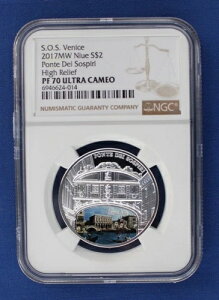 S.O.S. Venice
2017MW Niue S$2
Ponte Dei Sospiri
High Relief
PF 70 ULTRA CAMEO
6946624-014
NUMISMATIC GUARANTY COMPANY
NGC
PONTE DEI SOSPIRI